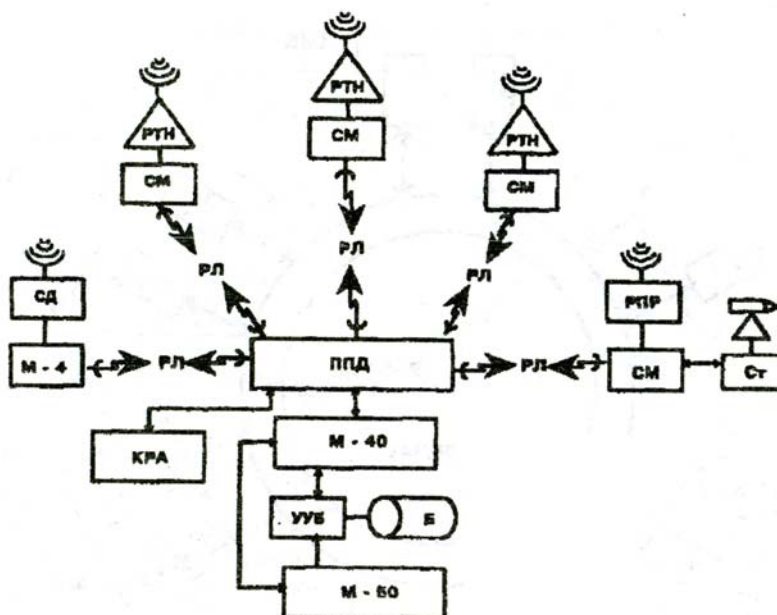 РТН
РТН
РТН
СМ
СМ
СМ
РЛ
РЛ
РЛ
СД
РПР
М - 4
РЛ
ППД
РЛ
СМ
Ст
КРА
М - 40
УУБ
Б
М - 50